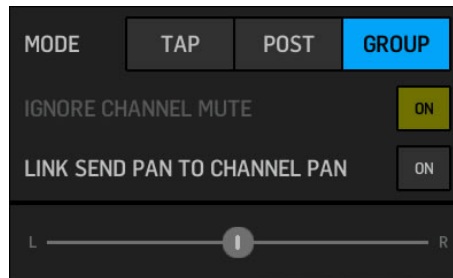 MODE TAP POST GROUP
IGNORE CHANNEL MUTE ON
LINK SEND PAN TO CHANNEL PAN ON
L R